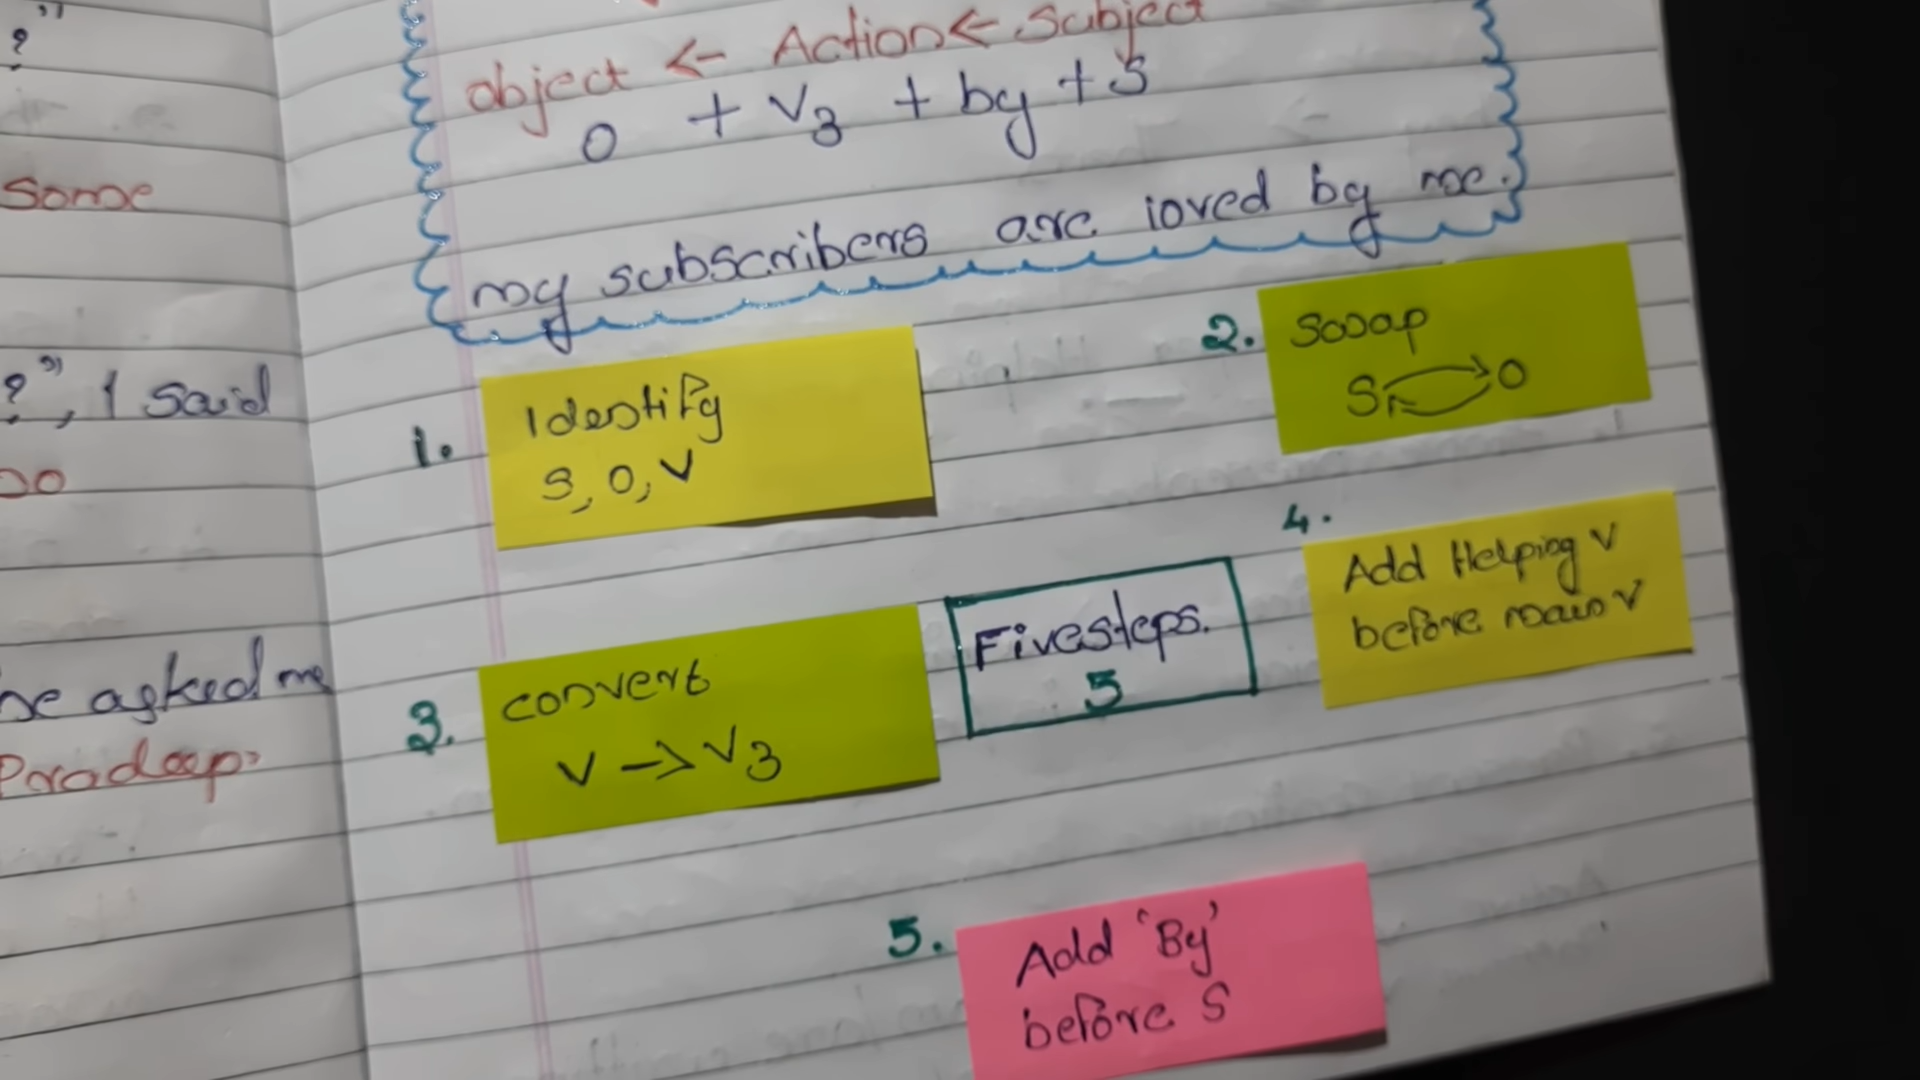 ?"
Some
?", I said
he asked me
Pradeep.
object ← Action ← Subject
O + V3 + by + S
my subscribers are loved by me.
1.
Identify
S, O, V
2.
Swap
S O
3.
convert
V → V3
Fivesteps.
5
4.
Add Helping V
before main V
5.
Add 'By'
before S